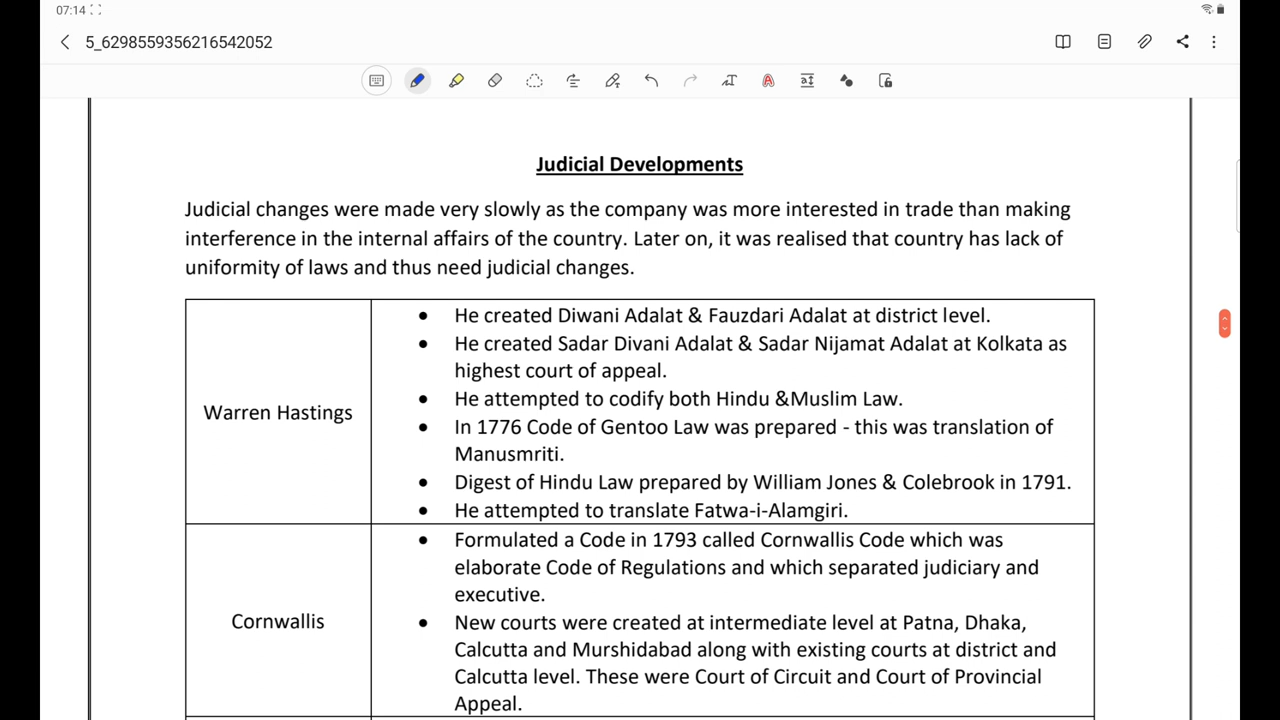 07:14
5_6298559356216542052
Judicial Developments
Judicial changes were made very slowly as the company was more interested in trade than making
interference in the internal affairs of the country. Later on, it was realised that country has lack of
uniformity of laws and thus need judicial changes.
Warren Hastings
• He created Diwani Adalat & Fauzdari Adalat at district level.
• He created Sadar Divani Adalat & Sadar Nijamat Adalat at Kolkata as
highest court of appeal.
• He attempted to codify both Hindu &Muslim Law.
• In 1776 Code of Gentoo Law was prepared - this was translation of
Manusmriti.
• Digest of Hindu Law prepared by William Jones & Colebrook in 1791.
• He attempted to translate Fatwa-i-Alamgiri.
Cornwallis
• Formulated a Code in 1793 called Cornwallis Code which was
elaborate Code of Regulations and which separated judiciary and
executive.
• New courts were created at intermediate level at Patna, Dhaka,
Calcutta and Murshidabad along with existing courts at district and
Calcutta level. These were Court of Circuit and Court of Provincial
Appeal.